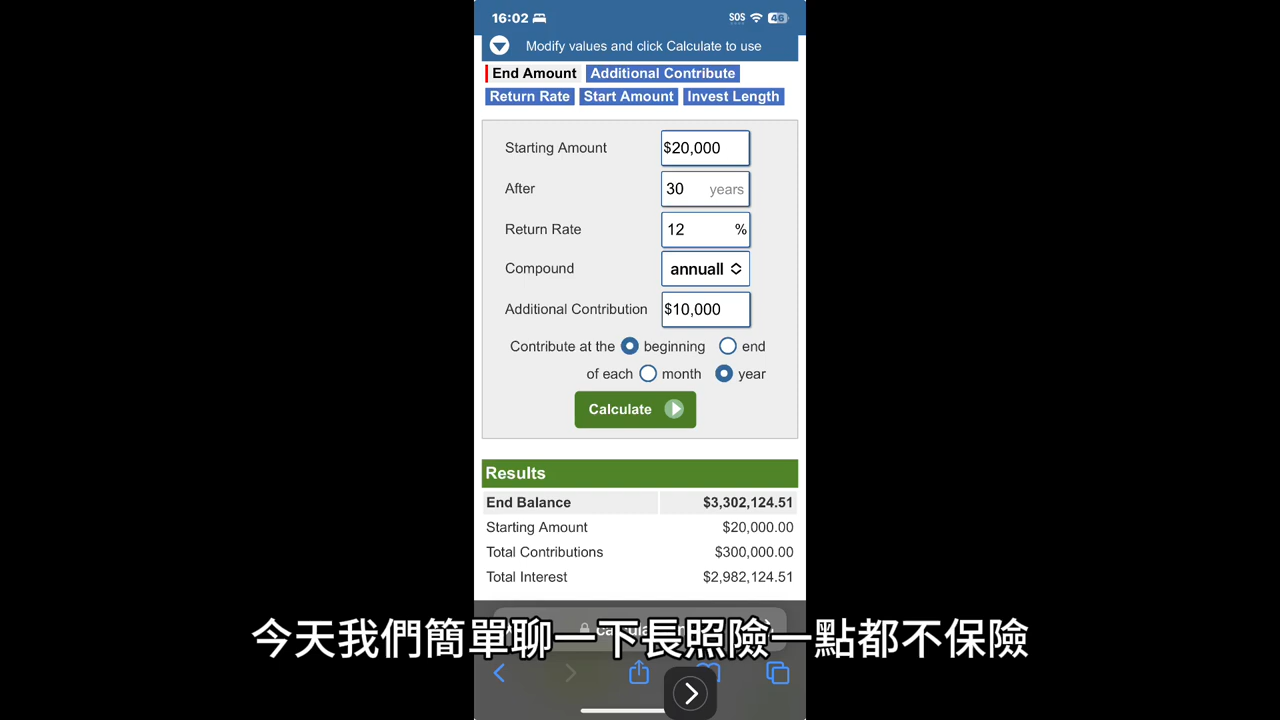 16:02
SOS
46
Modify values and click Calculate to use
End Amount
Additional Contribute
Return Rate
Start Amount
Invest Length
Starting Amount
$20,000
After
30 years
Return Rate
12 %
Compound
annuall
Additional Contribution
$10,000
Contribute at the beginning end
of each month year
Calculate
Results
End Balance $3,302,124.51
Starting Amount $20,000.00
Total Contributions $300,000.00
Total Interest $2,982,124.51
今天我們簡單聊一下長照險一點都不保險